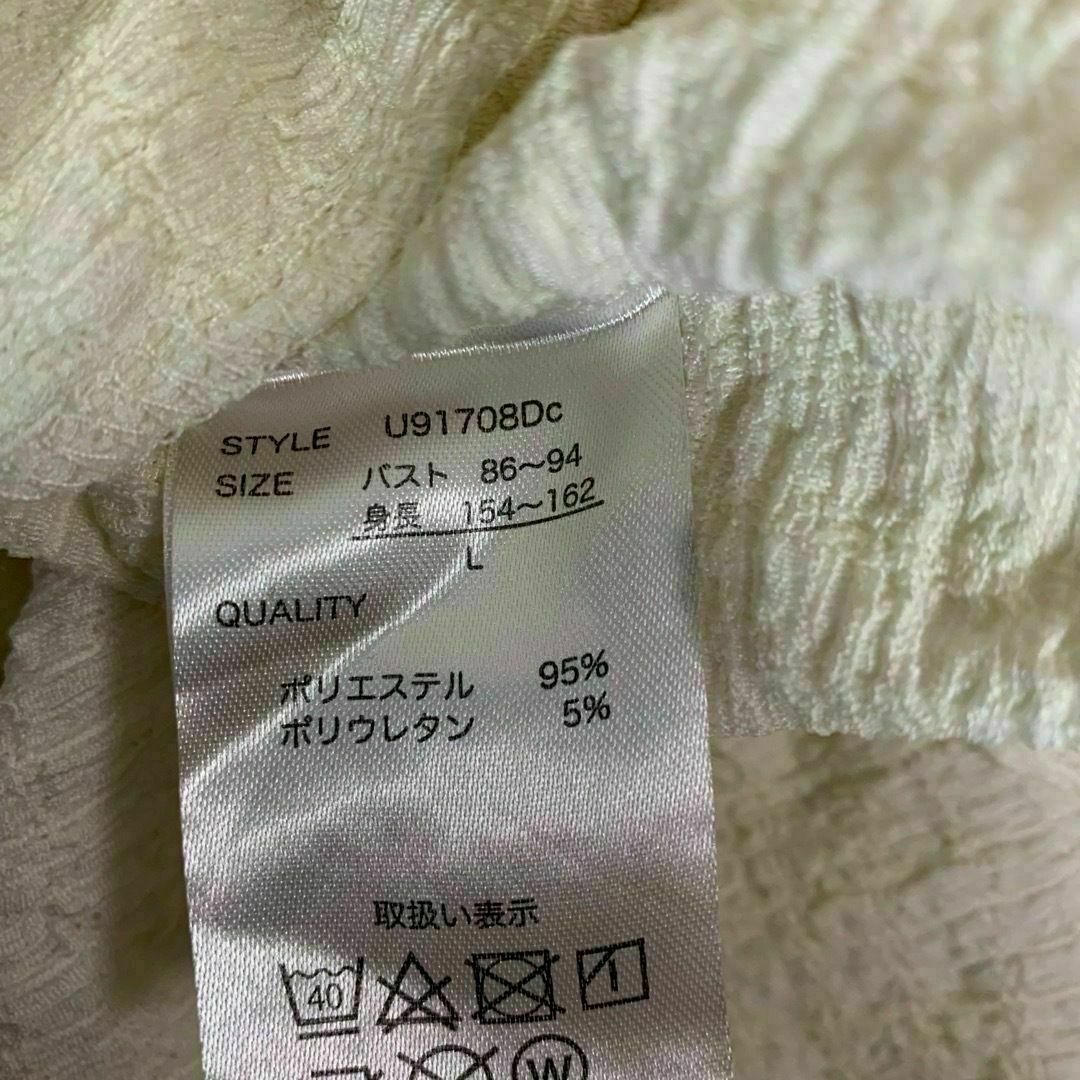 STYLE U91708Dc
SIZE バスト 86～94
身長 154～162
L
QUALITY
ポリエステル 95%
ポリウレタン 5%
取扱い表示
40
W